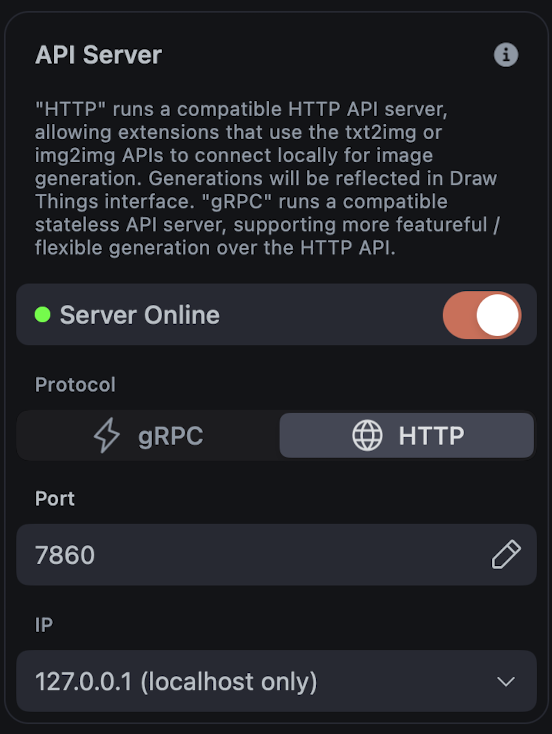 API Server
"HTTP" runs a compatible HTTP API server,
allowing extensions that use the txt2img or
img2img APIs to connect locally for image
generation. Generations will be reflected in Draw
Things interface. "gRPC" runs a compatible
stateless API server, supporting more featureful /
flexible generation over the HTTP API.
Server Online
Protocol
gRPC HTTP
Port
7860
IP
127.0.0.1 (localhost only)